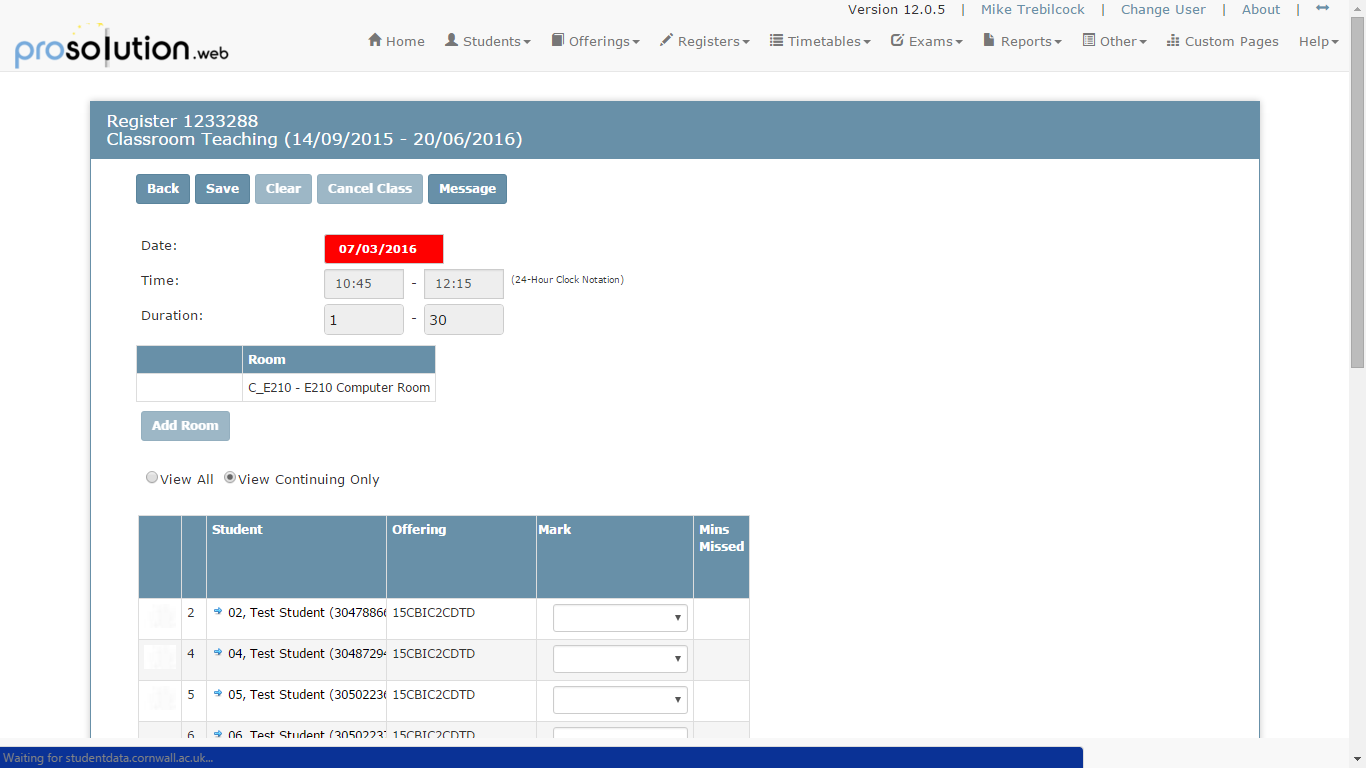 Version 12.0.5 | Mike Trebilcock | Change User | About |
prosolution.web
Home Students Offerings Registers Timetables Exams Reports Other Custom Pages Help
Register 1233288
Classroom Teaching (14/09/2015 - 20/06/2016)
Back Save Clear Cancel Class Message
Date: 07/03/2016
Time: 10:45 - 12:15 (24-Hour Clock Notation)
Duration: 1 - 30
Room
C_E210 - E210 Computer Room
Add Room
View All View Continuing Only
Student Offering Mark Mins
Missed
2 02, Test Student (3047886 15CBIC2CDTD
4 04, Test Student (3048729 15CBIC2CDTD
5 05, Test Student (3050223 15CBIC2CDTD
6 06, Test Student (3050223 15CBIC2CDTD
Waiting for studentdata.cornwall.ac.uk...